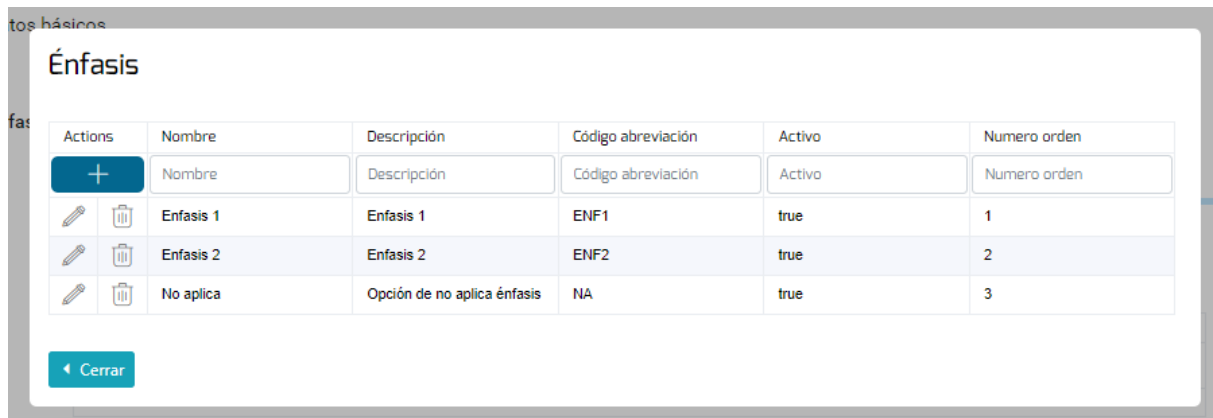 tos básicos
Énfasis
fas
Actions Nombre Descripción Código abreviación Activo Numero orden
+ Nombre Descripción Código abreviación Activo Numero orden
Enfasis 1 Enfasis 1 ENF1 true 1
Enfasis 2 Enfasis 2 ENF2 true 2
No aplica Opción de no aplica énfasis NA true 3
Cerrar